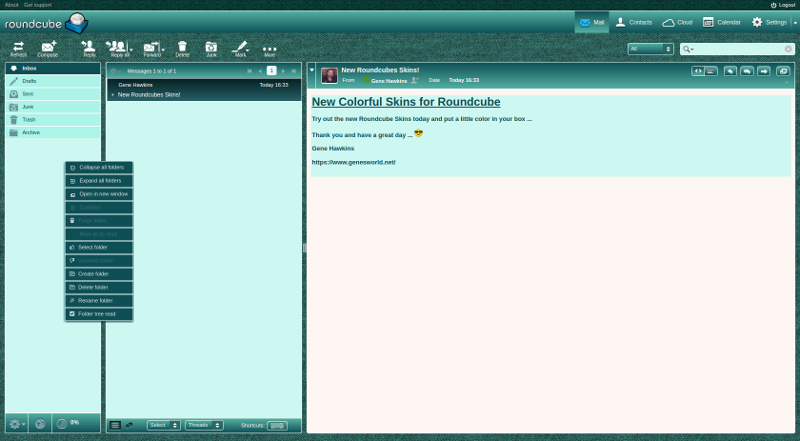 About Get support
Logout
roundcube
Mail
Contacts
Cloud
Calendar
Settings
Refresh
Compose
Reply
Reply all
Forward
Delete
Junk
Mark
More
All
Inbox
Drafts
Sent
Junk
Trash
Archive
Messages 1 to 1 of 1
1
Gene Hawkins Today 16:33
New Roundcubes Skins!
New Roundcubes Skins!
From Gene Hawkins Date Today 16:33
New Colorful Skins for Roundcube
Try out the new Roundcube Skins today and put a little color in your box ...
Thank you and have a great day ...
Gene Hawkins
https://www.genesworld.net/
Collapse all folders
Expand all folders
Open in new window
Select folder
Create folder
Delete folder
Rename folder
Folder tree read
0%
Select
Threads
Shortcuts: